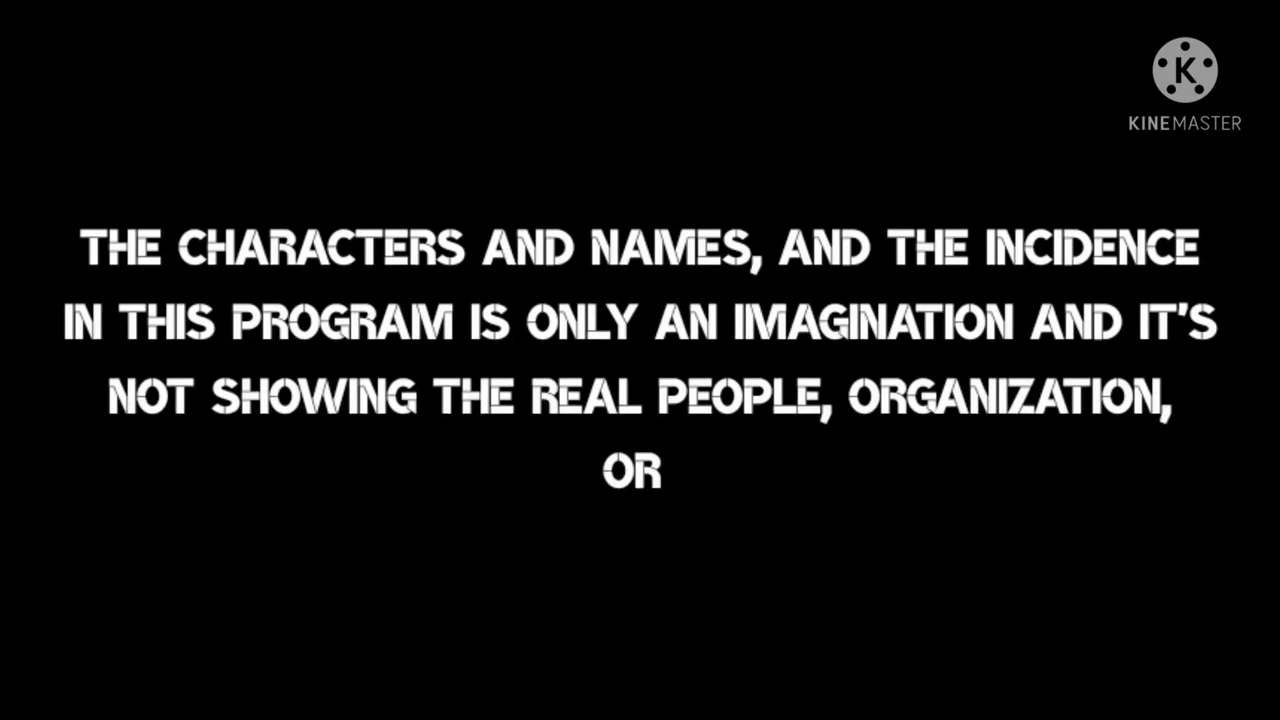 K
KINEMASTER
THE CHARACTERS AND NAMES, AND THE INCIDENCE
IN THIS PROGRAM IS ONLY AN IMAGINATION AND IT'S
NOT SHOWING THE REAL PEOPLE, ORGANIZATION,
OR